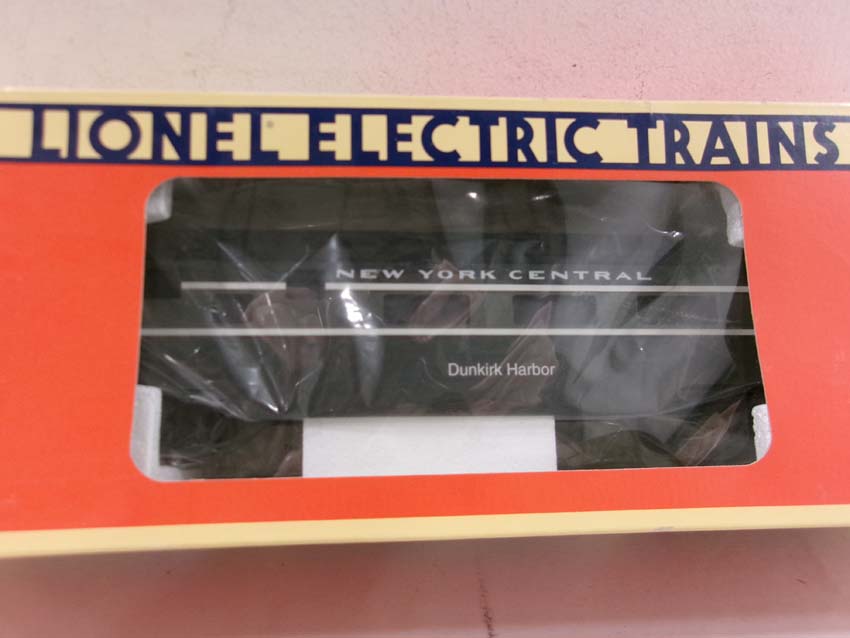 LIONEL ELECTRIC TRAINS
NEW YORK CENTRAL
Dunkirk Harbor